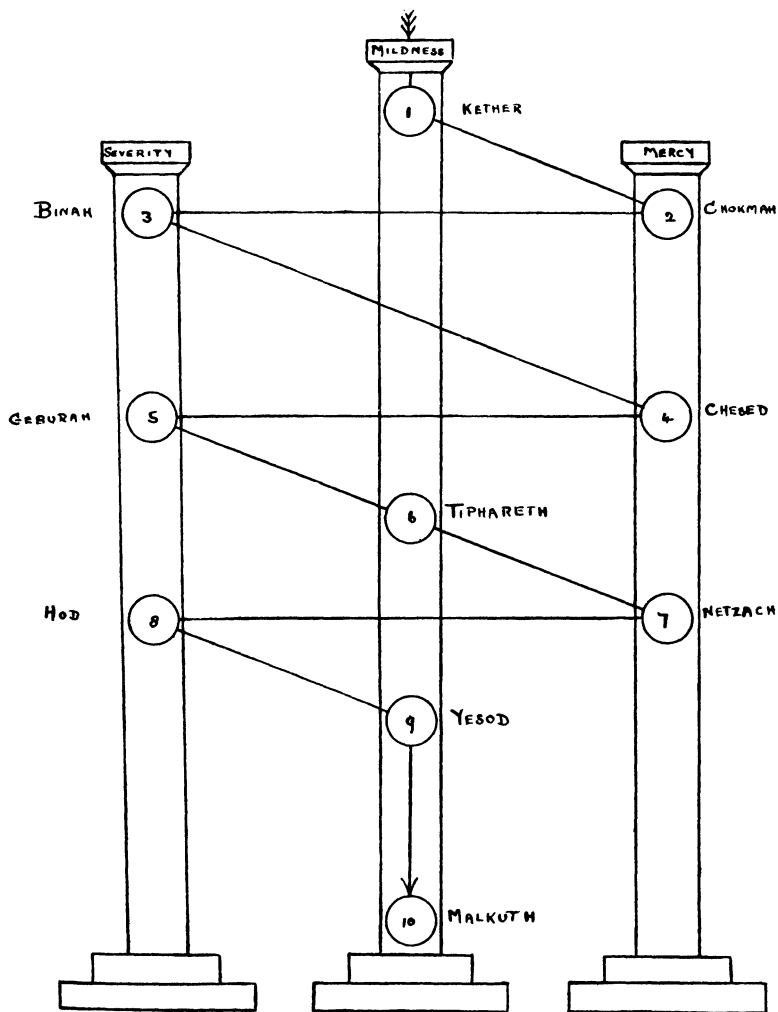 MILDNESS
1 KETHER
SEVERITY
MERCY
BINAH 3
2 CHOKMAH
GEBURAH 5
4 CHESED
6 TIPHARETH
HOD 8
7 NETZACH
9 YESOD
10 MALKUTH